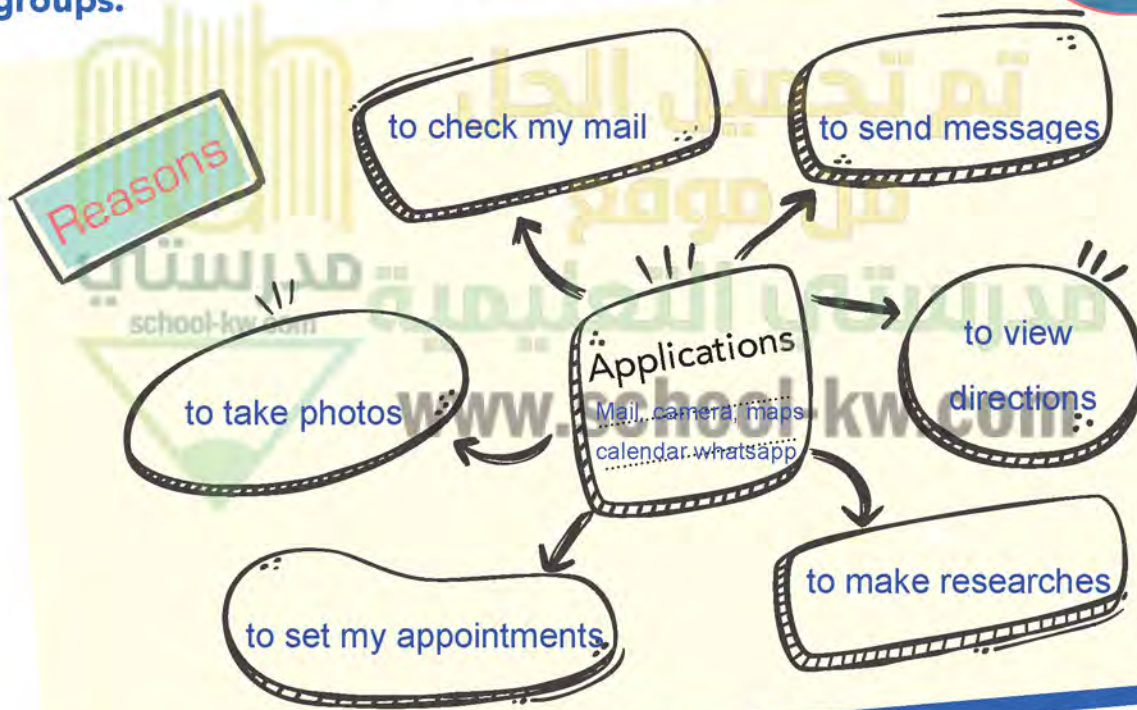 groups.
تم تحميل الحل
من موقع
مدرستي التعليمية
www.school-kw.com
مدرستي
school-kw.com
Reasons
to check my mail
to send messages
to take photos
Applications
Mail, camera, maps
calendar whatsapp
to view
directions
to set my appointments
to make researches